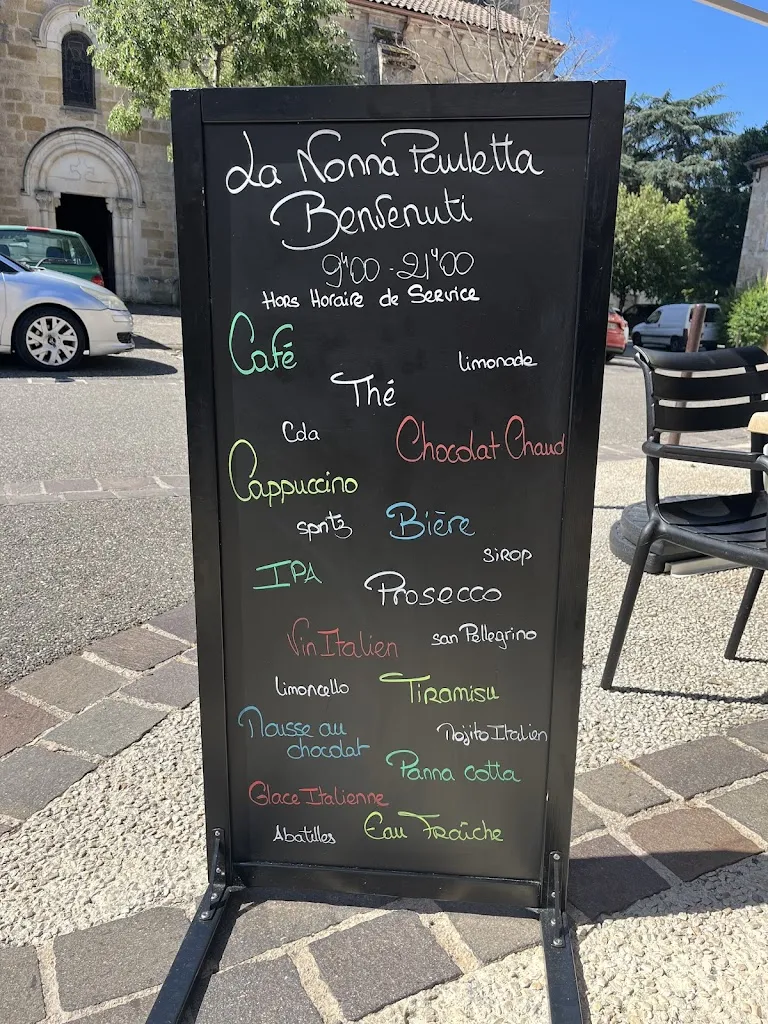 La Nonna Pauletta
Benvenuti
9H00 - 21H00
Hors Horaire de Service
Café
limonade
Thé
Cola
Chocolat Chaud
Cappuccino
spritz
Bière
sirop
IPA
Prosecco
Vin Italien
san Pellegrino
limoncello
Tiramisu
Mousse au
chocolat
Mojito Italien
Panna cotta
Glace Italienne
Abatilles
Eau Fraîche